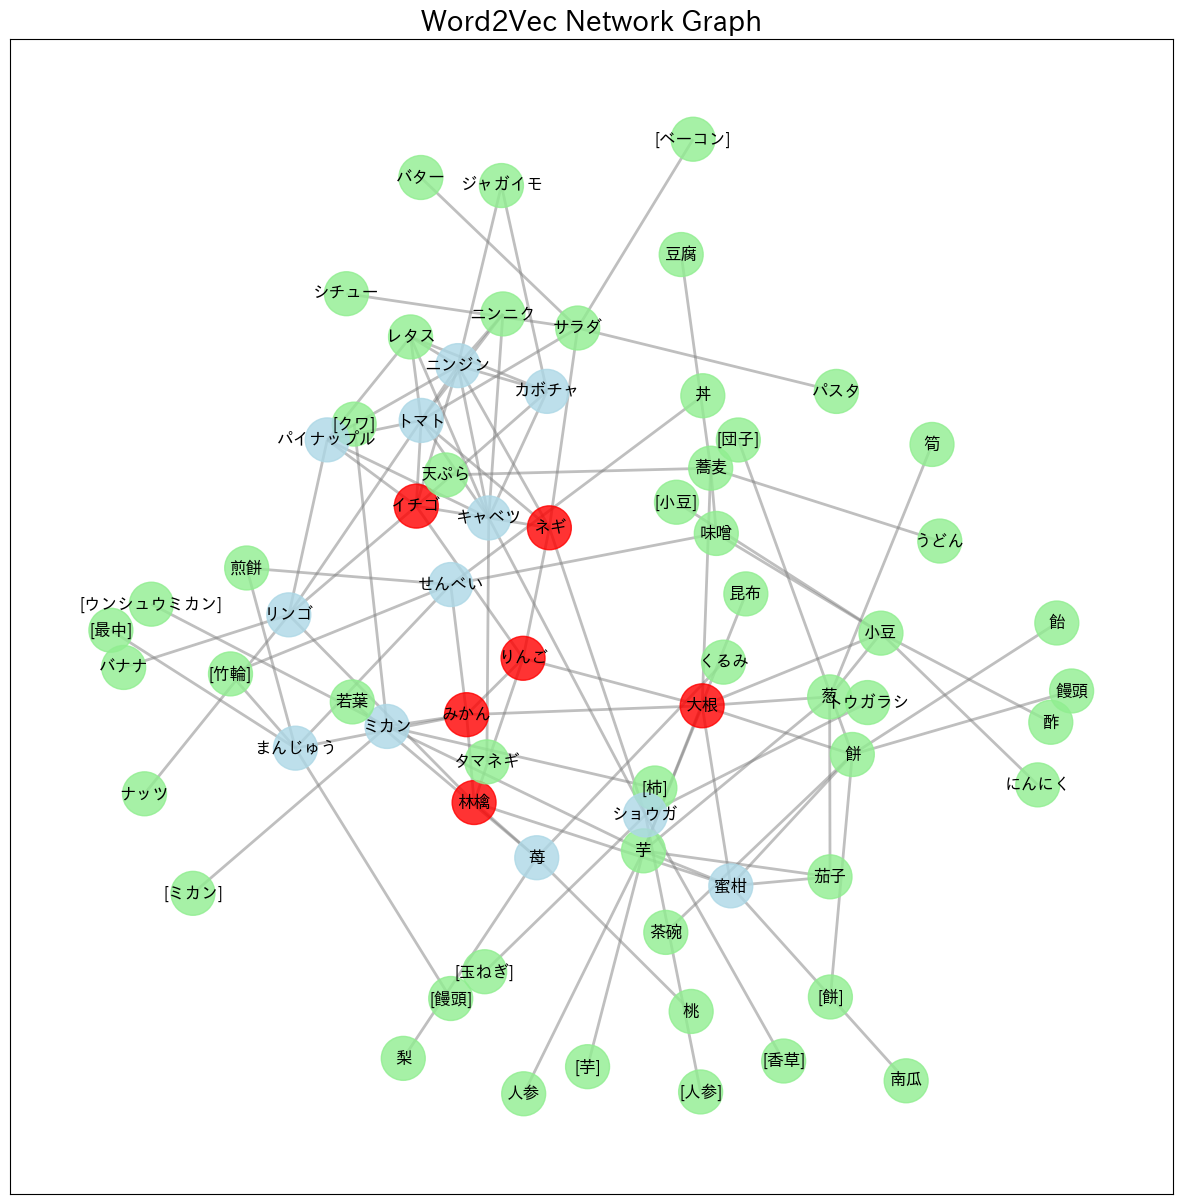 Word2Vec Network Graph
[ベーコン]
バター
ジャガイモ
豆腐
シチュー
ニンニク
サラダ
レタス
ニンジン
カボチャ
パスタ
丼
[クワ]
トマト
パイナップル
[団子]
筍
蕎麦
天ぷら
[小豆]
イチゴ
キャベツ
ネギ
味噌
うどん
煎餅
せんべい
昆布
[ウンシュウミカン]
リンゴ
飴
[最中]
小豆
りんご
くるみ
バナナ
[竹輪]
饅頭
葱
若葉
トウガラシ
大根
みかん
酢
ミカン
まんじゅう
餅
タマネギ
にんにく
[柿]
ナッツ
林檎
ショウガ
芋
苺
茄子
蜜柑
[ミカン]
茶碗
[玉ねぎ]
[饅頭]
[餅]
桃
梨
[香草]
[芋]
南瓜
人参
[人参]